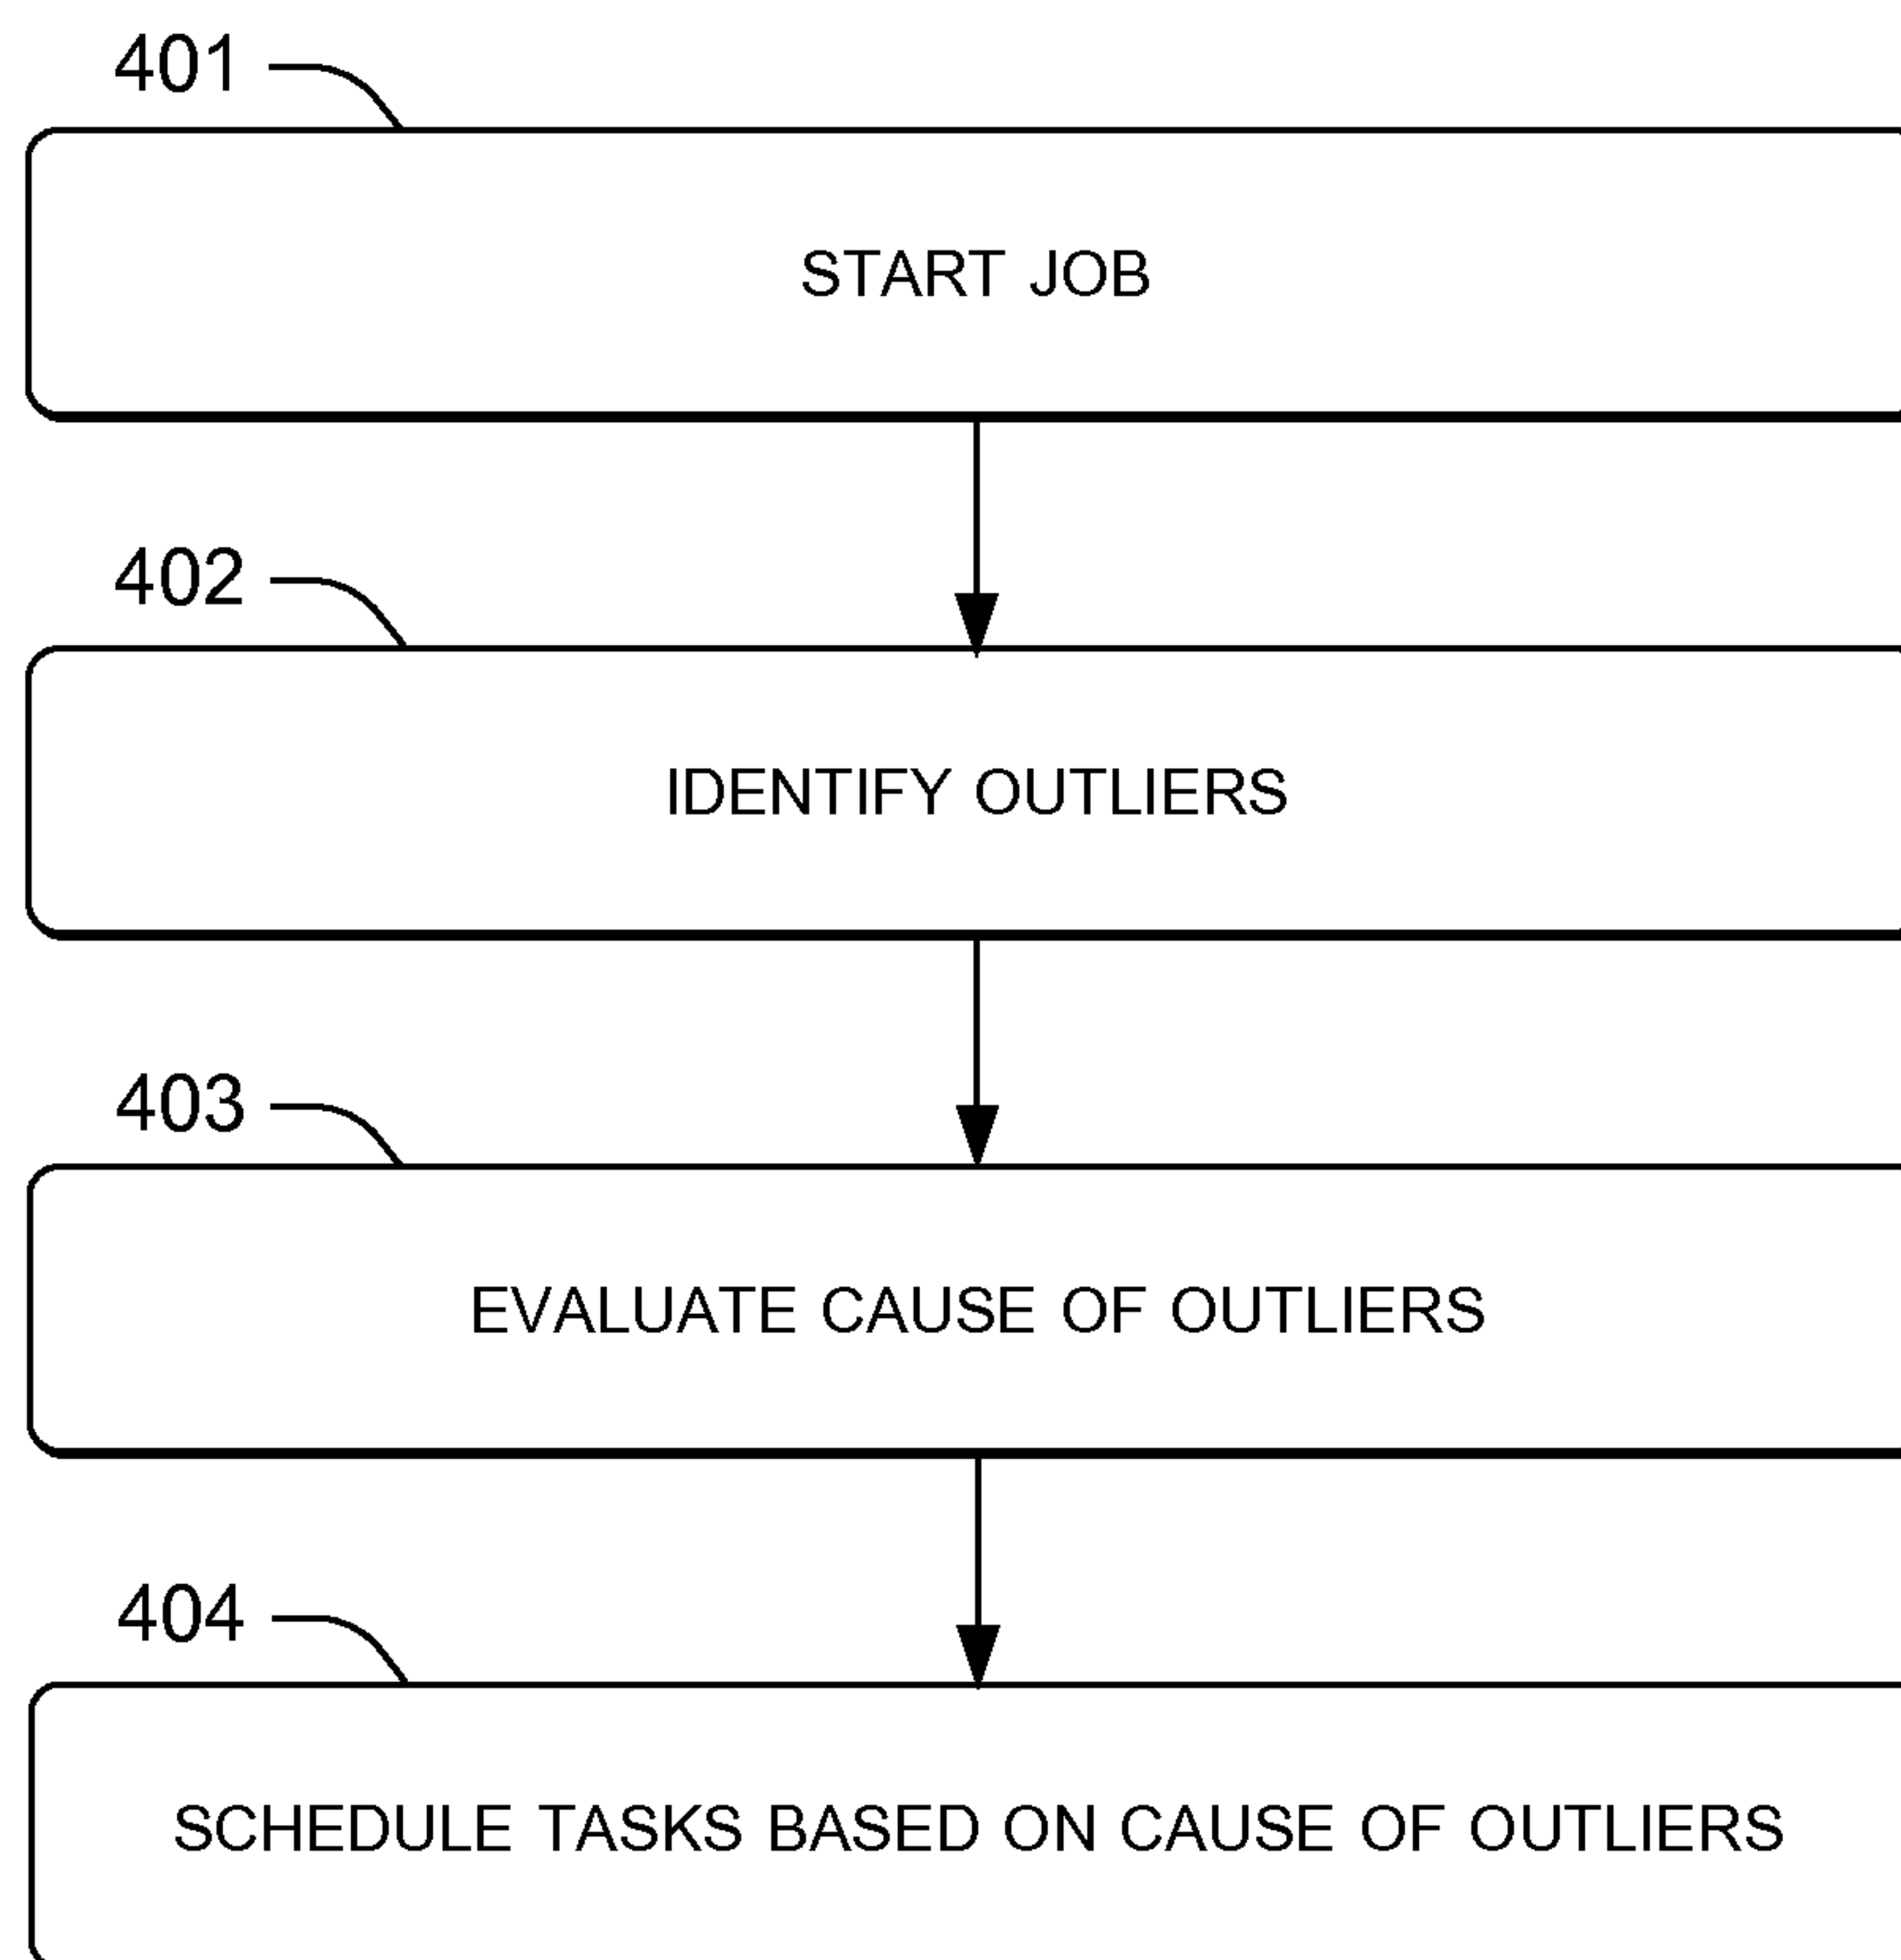 401
START JOB
402
IDENTIFY OUTLIERS
403
EVALUATE CAUSE OF OUTLIERS
404
SCHEDULE TASKS BASED ON CAUSE OF OUTLIERS